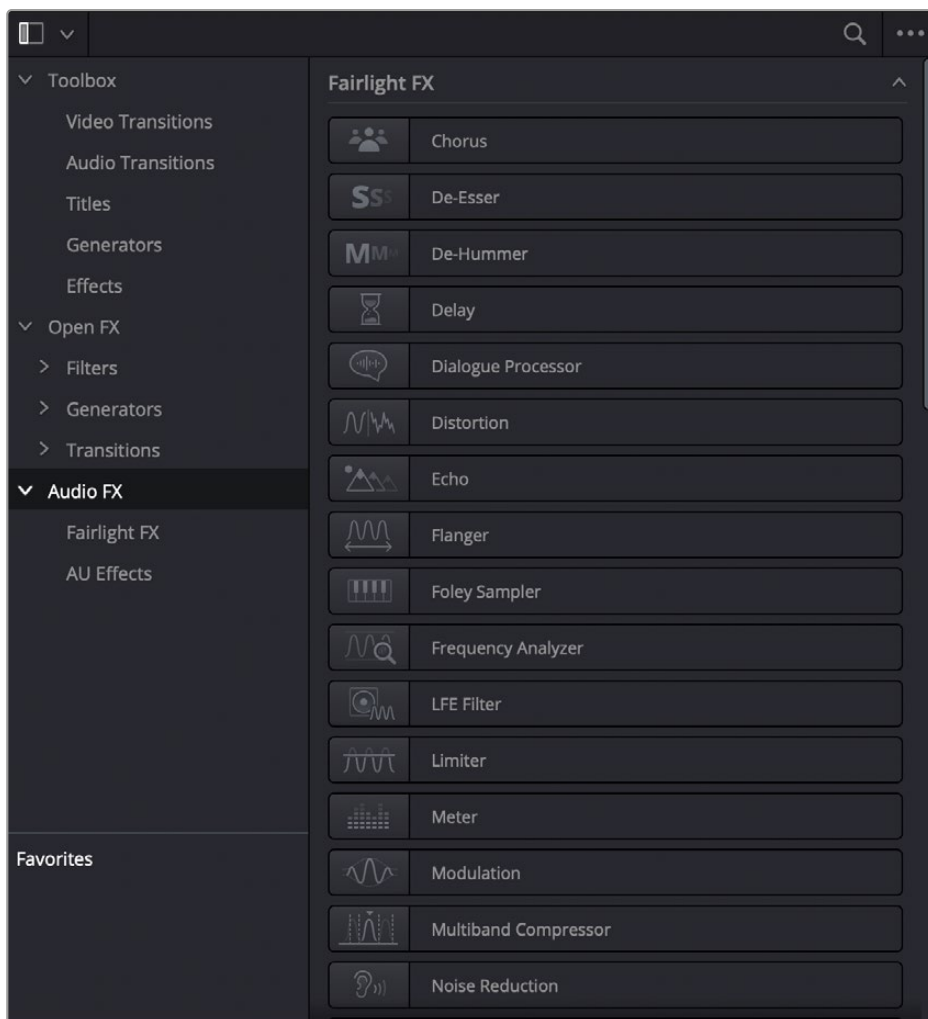 Toolbox
Video Transitions
Audio Transitions
Titles
Generators
Effects
Open FX
Filters
Generators
Transitions
Audio FX
Fairlight FX
AU Effects
Favorites
Fairlight FX
Chorus
SSS
De-Esser
MMM
De-Hummer
Delay
Dialogue Processor
Distortion
Echo
Flanger
Foley Sampler
Frequency Analyzer
LFE Filter
Limiter
Meter
Modulation
Multiband Compressor
Noise Reduction